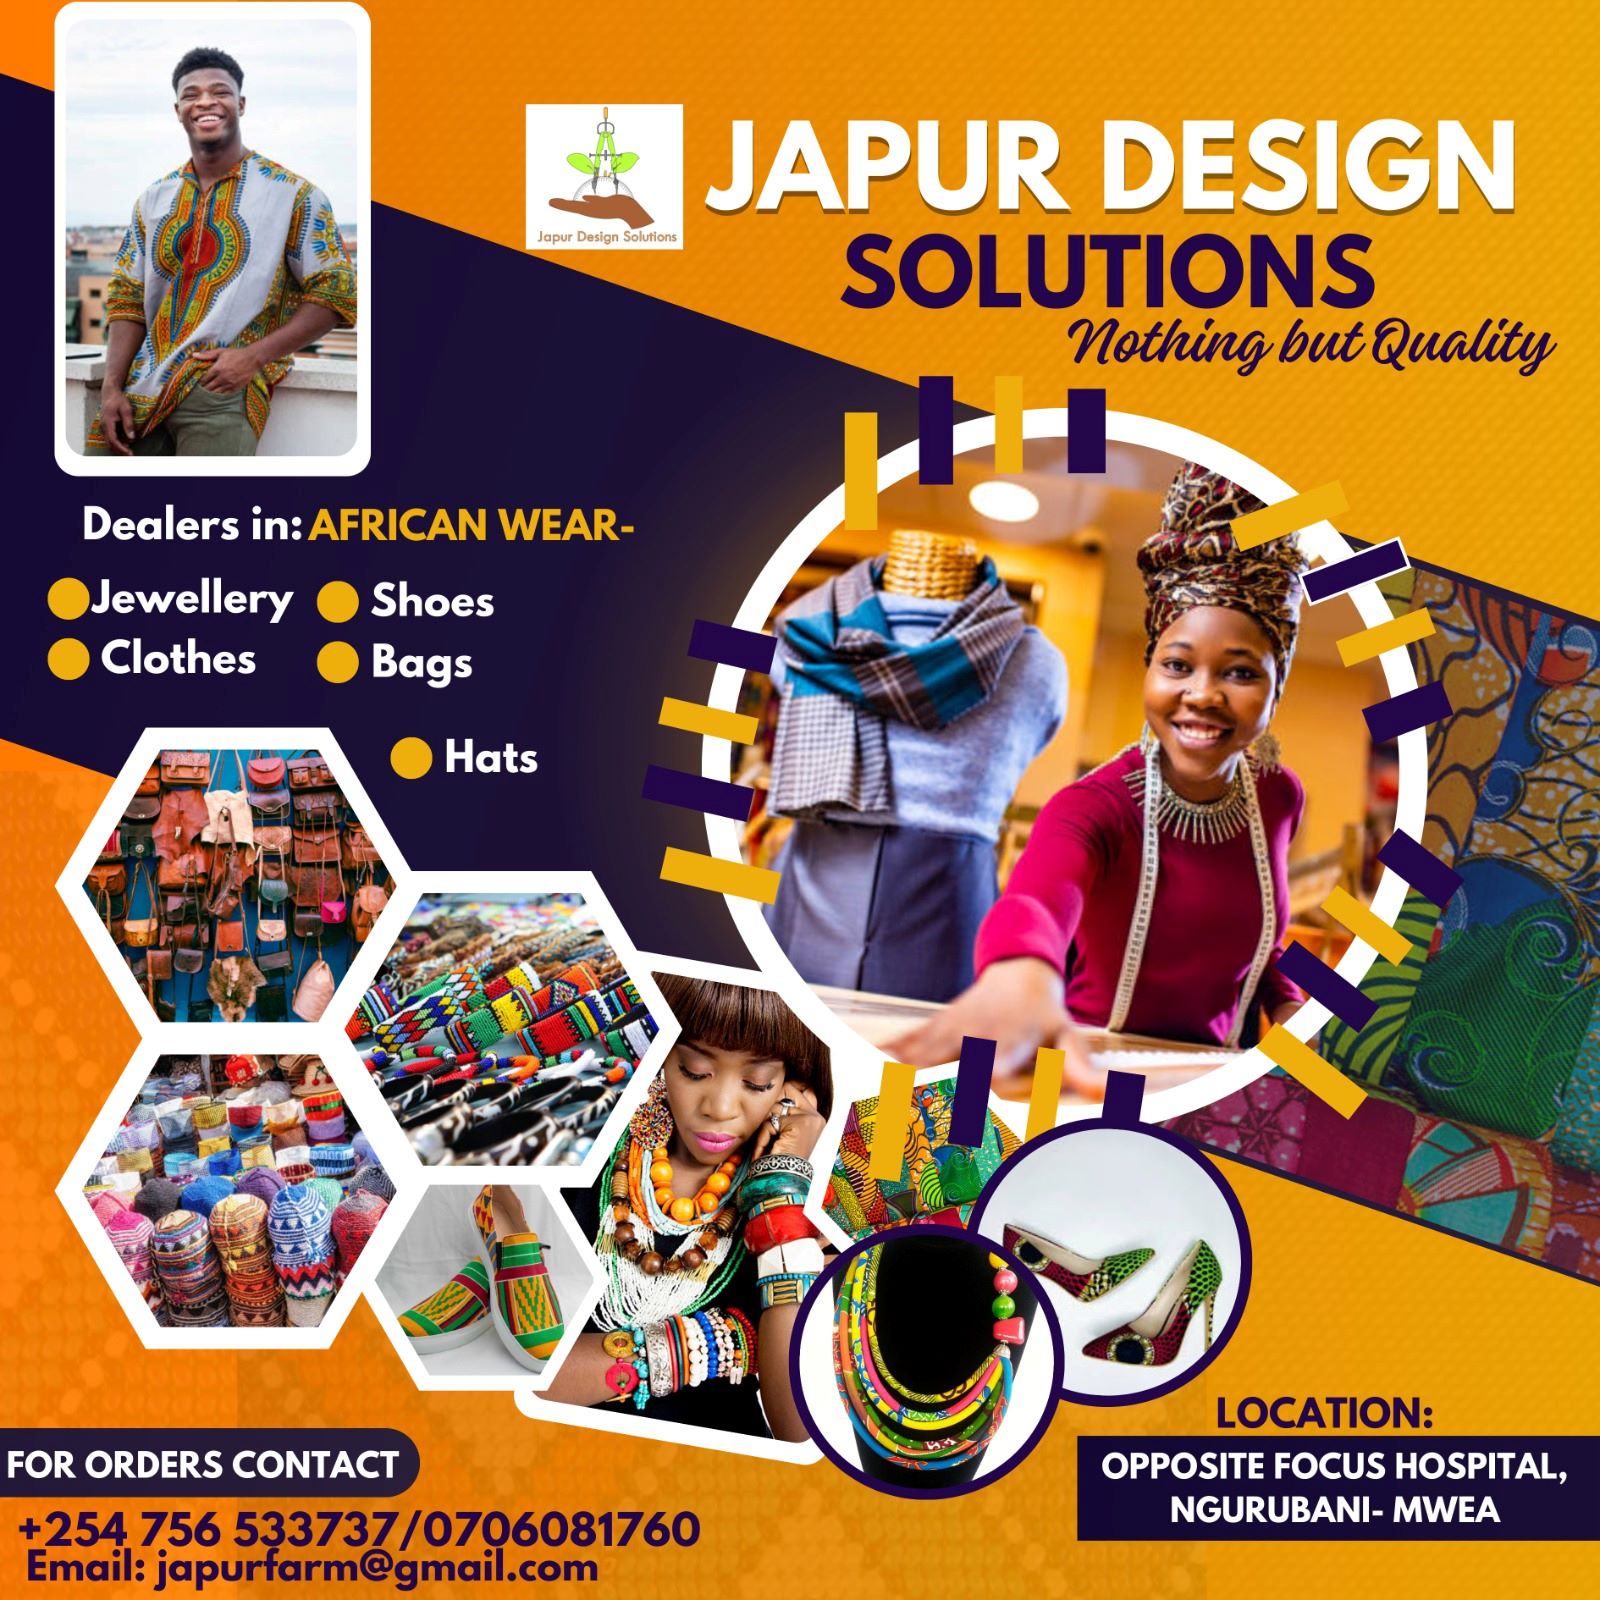 Japur Design Solutions
JAPUR DESIGN
SOLUTIONS
Nothing but Quality
Dealers in: AFRICAN WEAR-
Jewellery
Shoes
Clothes
Bags
Hats
LOCATION:
OPPOSITE FOCUS HOSPITAL,
NGURUBANI- MWEA
FOR ORDERS CONTACT
+254 756 533737/0706081760
Email: japurfarm@gmail.com